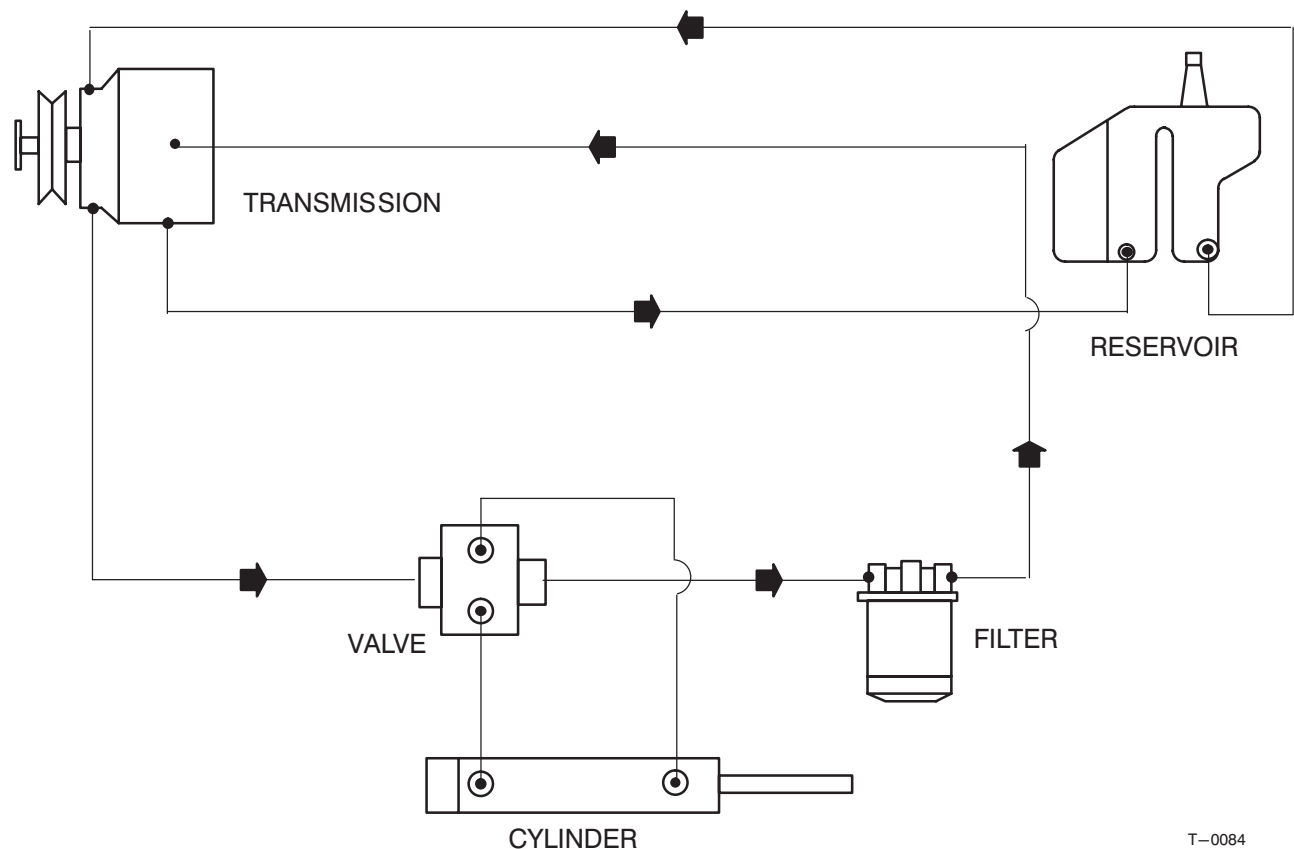 TRANSMISSION
RESERVOIR
VALVE
FILTER
CYLINDER
T–0084